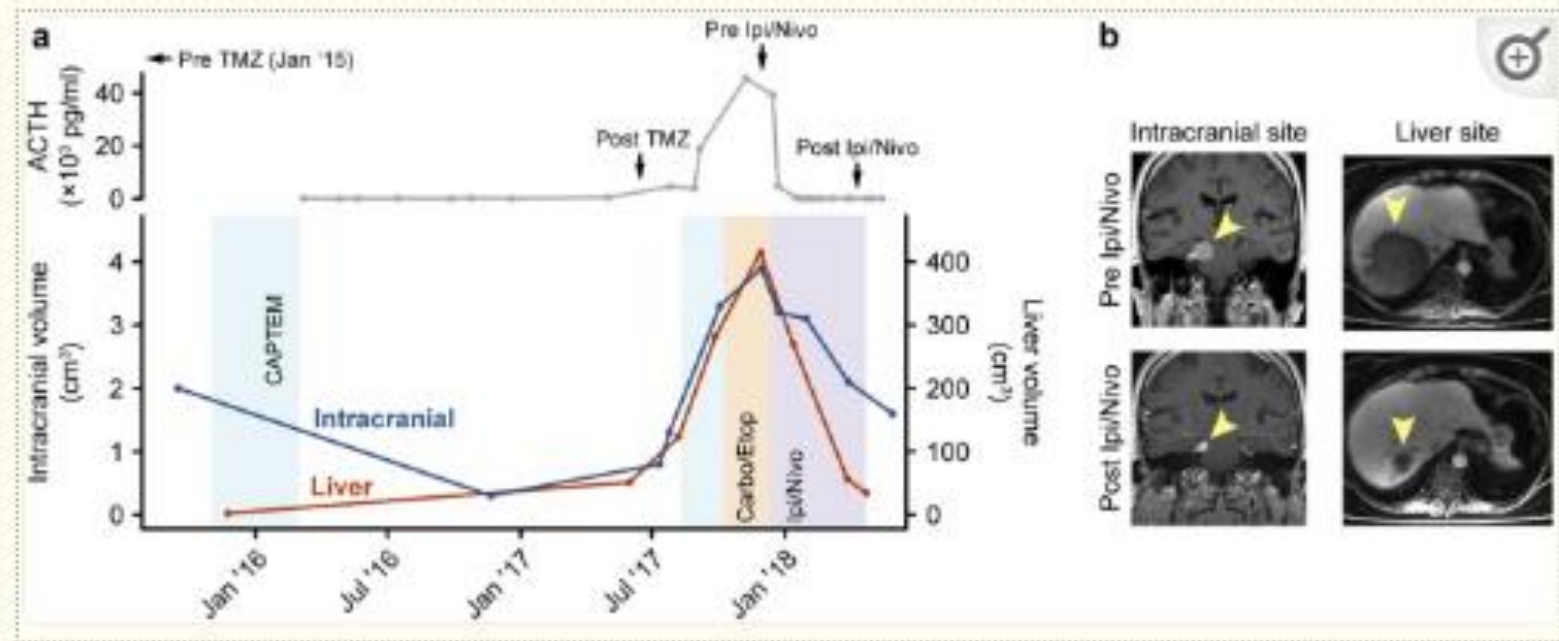 a
Pre TMZ (Jan '15)
Pre Ipi/Nivo
Post TMZ
Post Ipi/Nivo
ACTH
(×10³ pg/ml)
40
20
0
Intracranial volume
(cm³)
4
3
2
1
0
CAPTEM
Intracranial
Liver
Carbo/Etop
Ipi/Nivo
400
300
200
100
0
Liver volume
(cm³)
Jan '16
Jul '16
Jan '17
Jul '17
Jan '18
b
Intracranial site
Liver site
Pre Ipi/Nivo
Post Ipi/Nivo